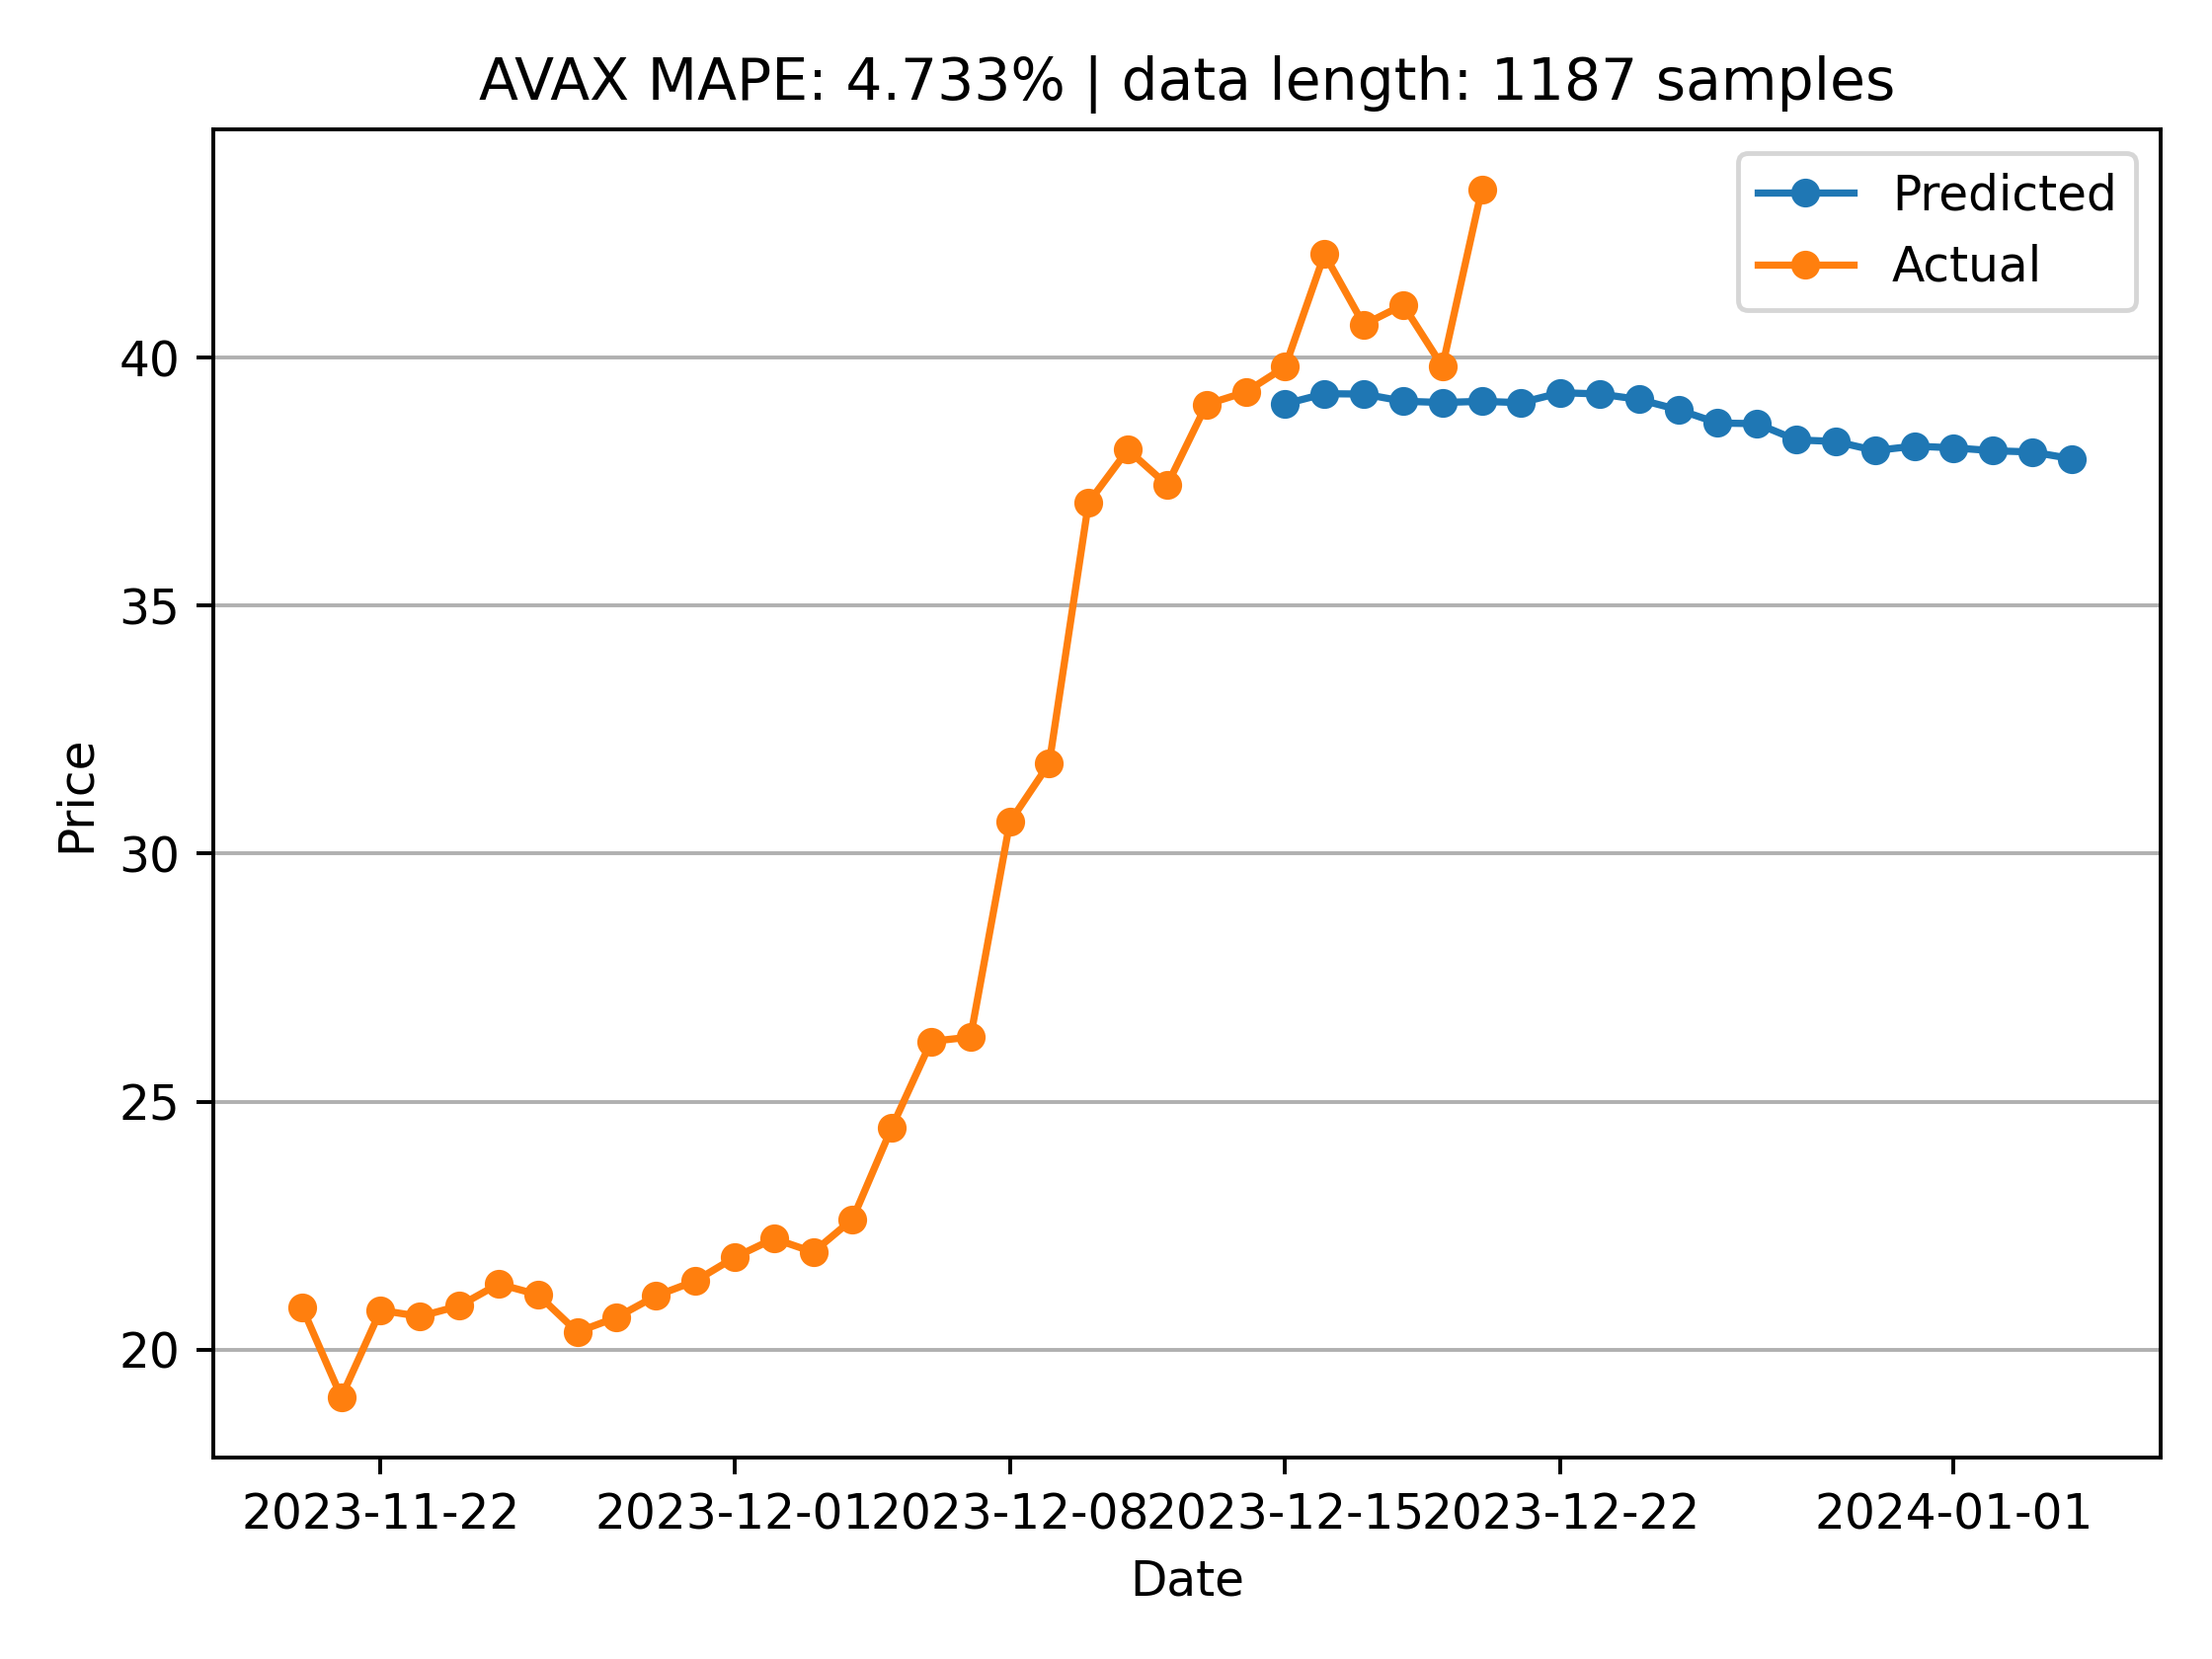 AVAX MAPE: 4.733% | data length: 1187 samples
Predicted
Actual
40
35
30
25
20
Price
2023-11-22 2023-12-01 2023-12-08 2023-12-15 2023-12-22 2024-01-01
Date